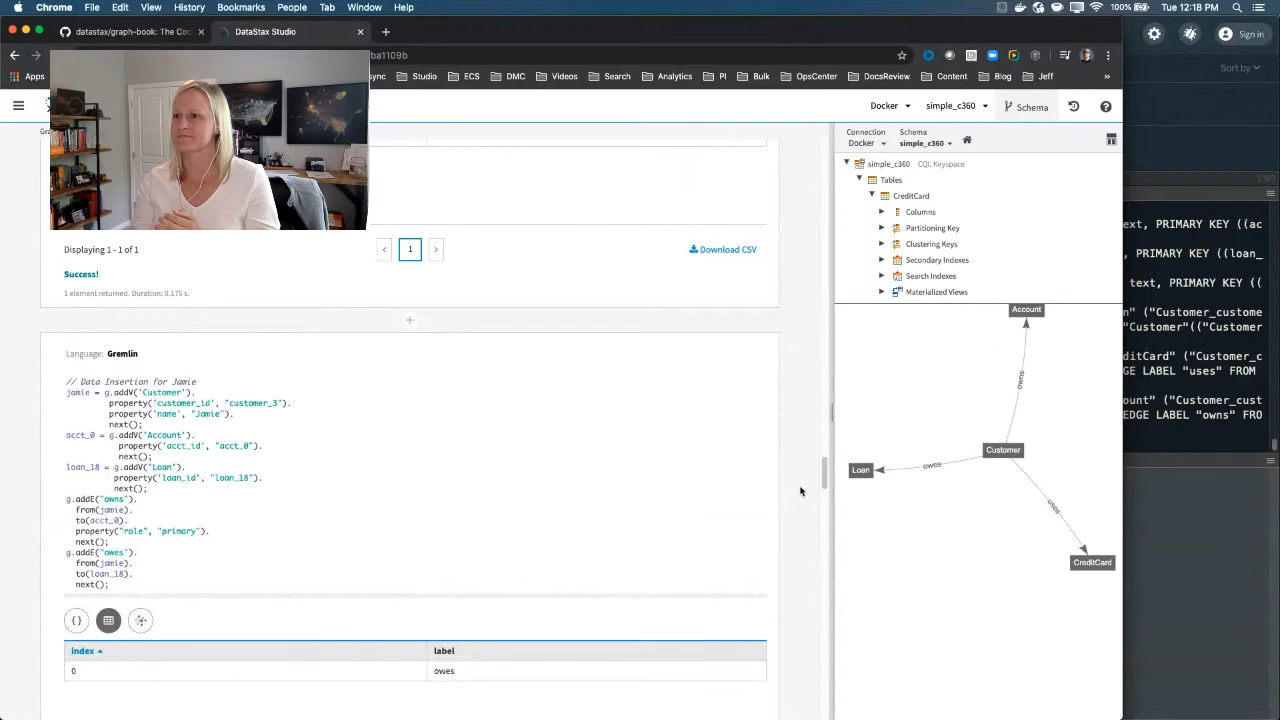 Chrome File Edit View History Bookmarks People Tab Window Help
100% Tue 12:18 PM
datastax/graph-book: The Cod
DataStax Studio
Sign in
ba1109b
Apps
sync Studio ECS DMC Videos Search Analytics PI Bulk OpsCenter DocsReview Content Blog Jeff »
Sort by
Docker simple_c360 Schema
Connection Schema
Docker simple_c360
simple_c360 CQL Keyspace
Tables
CreditCard
Columns
Partitioning Key
Clustering Keys
Secondary Indexes
Search Indexes
Materialized Views
Displaying 1 - 1 of 1
< 1 >
Download CSV
Success!
1 element returned. Duration: 0.175 s.
+
Language: Gremlin
// Data Insertion for Jamie
jamie = g.addV('Customer').
property('customer_id', "customer_3").
property('name', "Jamie").
next();
acct_0 = g.addV('Account').
property('acct_id', "acct_0").
next();
loan_18 = g.addV('Loan').
property('loan_id', "loan_18").
next();
g.addE("owns").
from(jamie).
to(acct_0).
property("role", "primary").
next();
g.addE("owes").
from(jamie).
to(loan_18).
next();
{}
index label
0 owes
Account
owns
Customer
owes
Loan
uses
CreditCard
ext, PRIMARY KEY ((ac
, PRIMARY KEY ((loan_
text, PRIMARY KEY ((
n" ("Customer_custome
"Customer"(("Customer
ditCard" ("Customer_c
EDGE LABEL "uses" FROM
ount" ("Customer_cust
EDGE LABEL "owns" FRO